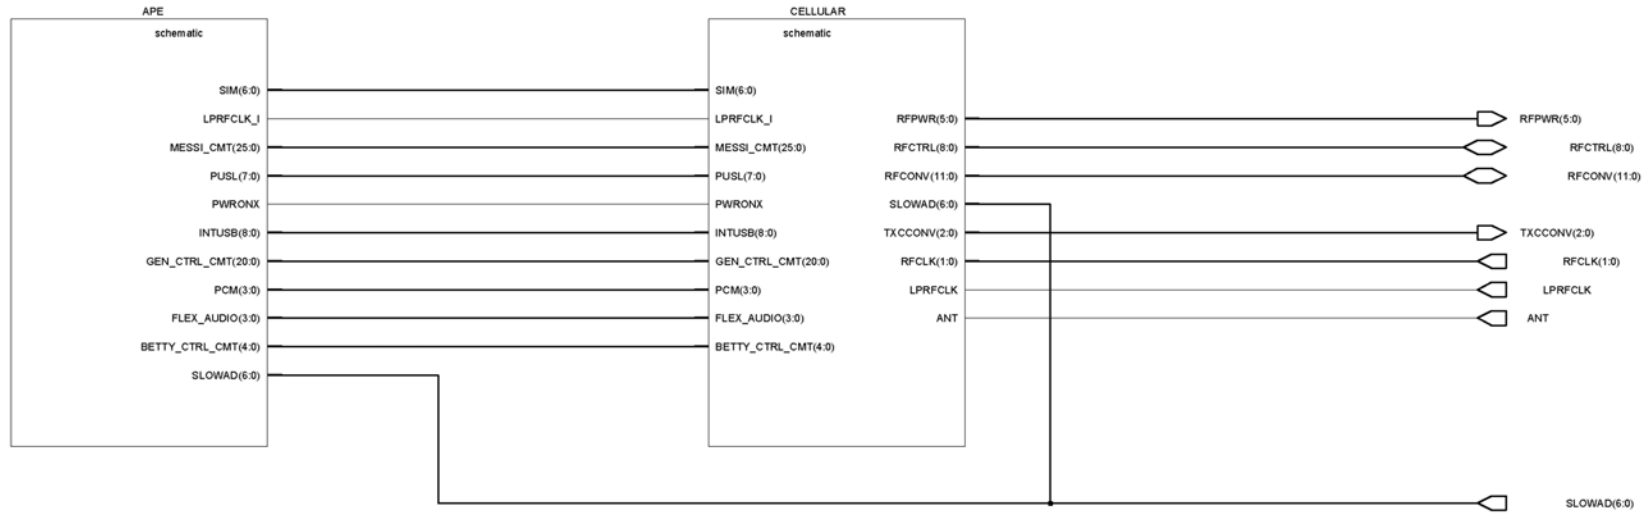 APE
schematic
SIM(6:0)
LPRFCLK_I
MESSI_CMT(25:0)
PUSL(7:0)
PWRONX
INTUSB(8:0)
GEN_CTRL_CMT(20:0)
PCM(3:0)
FLEX_AUDIO(3:0)
BETTY_CTRL_CMT(4:0)
SLOWAD(6:0)
CELLULAR
schematic
SIM(6:0)
LPRFCLK_I
MESSI_CMT(25:0)
PUSL(7:0)
PWRONX
INTUSB(8:0)
GEN_CTRL_CMT(20:0)
PCM(3:0)
FLEX_AUDIO(3:0)
BETTY_CTRL_CMT(4:0)
RFPWR(5:0)
RFCTRL(8:0)
RFCONV(11:0)
SLOWAD(6:0)
TXCCONV(2:0)
RFCLK(1:0)
LPRFCLK
ANT
RFPWR(5:0)
RFCTRL(8:0)
RFCONV(11:0)
TXCCONV(2:0)
RFCLK(1:0)
LPRFCLK
ANT
SLOWAD(6:0)